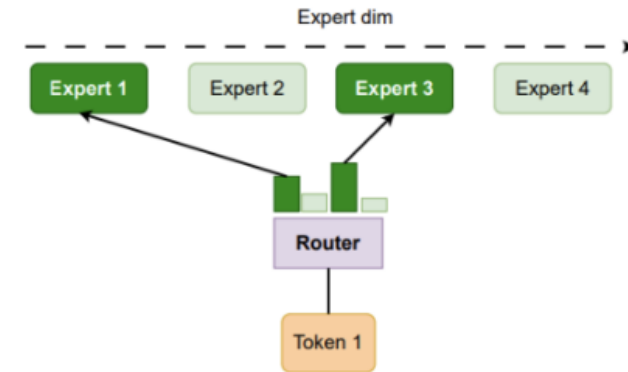 Expert dim
Expert 1
Expert 2
Expert 3
Expert 4
Router
Token 1